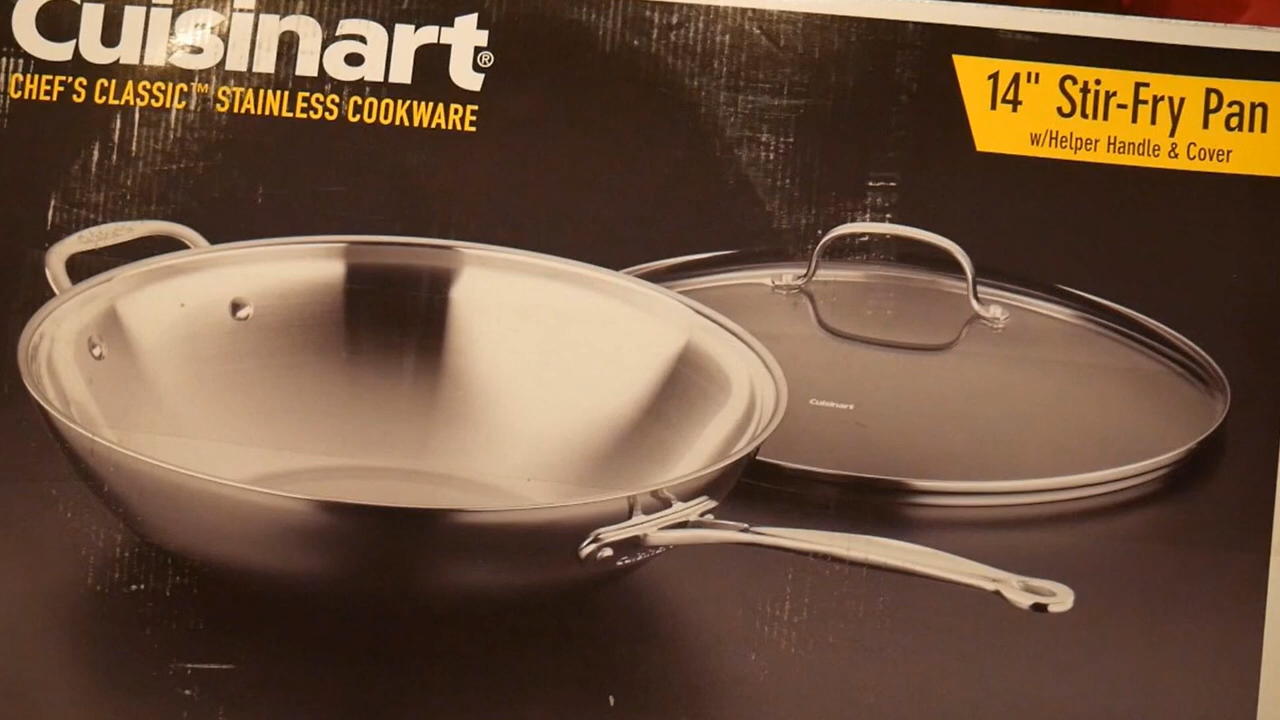 Cuisinart®
CHEF'S CLASSIC™ STAINLESS COOKWARE
14" Stir-Fry Pan
w/Helper Handle & Cover
Cuisinart